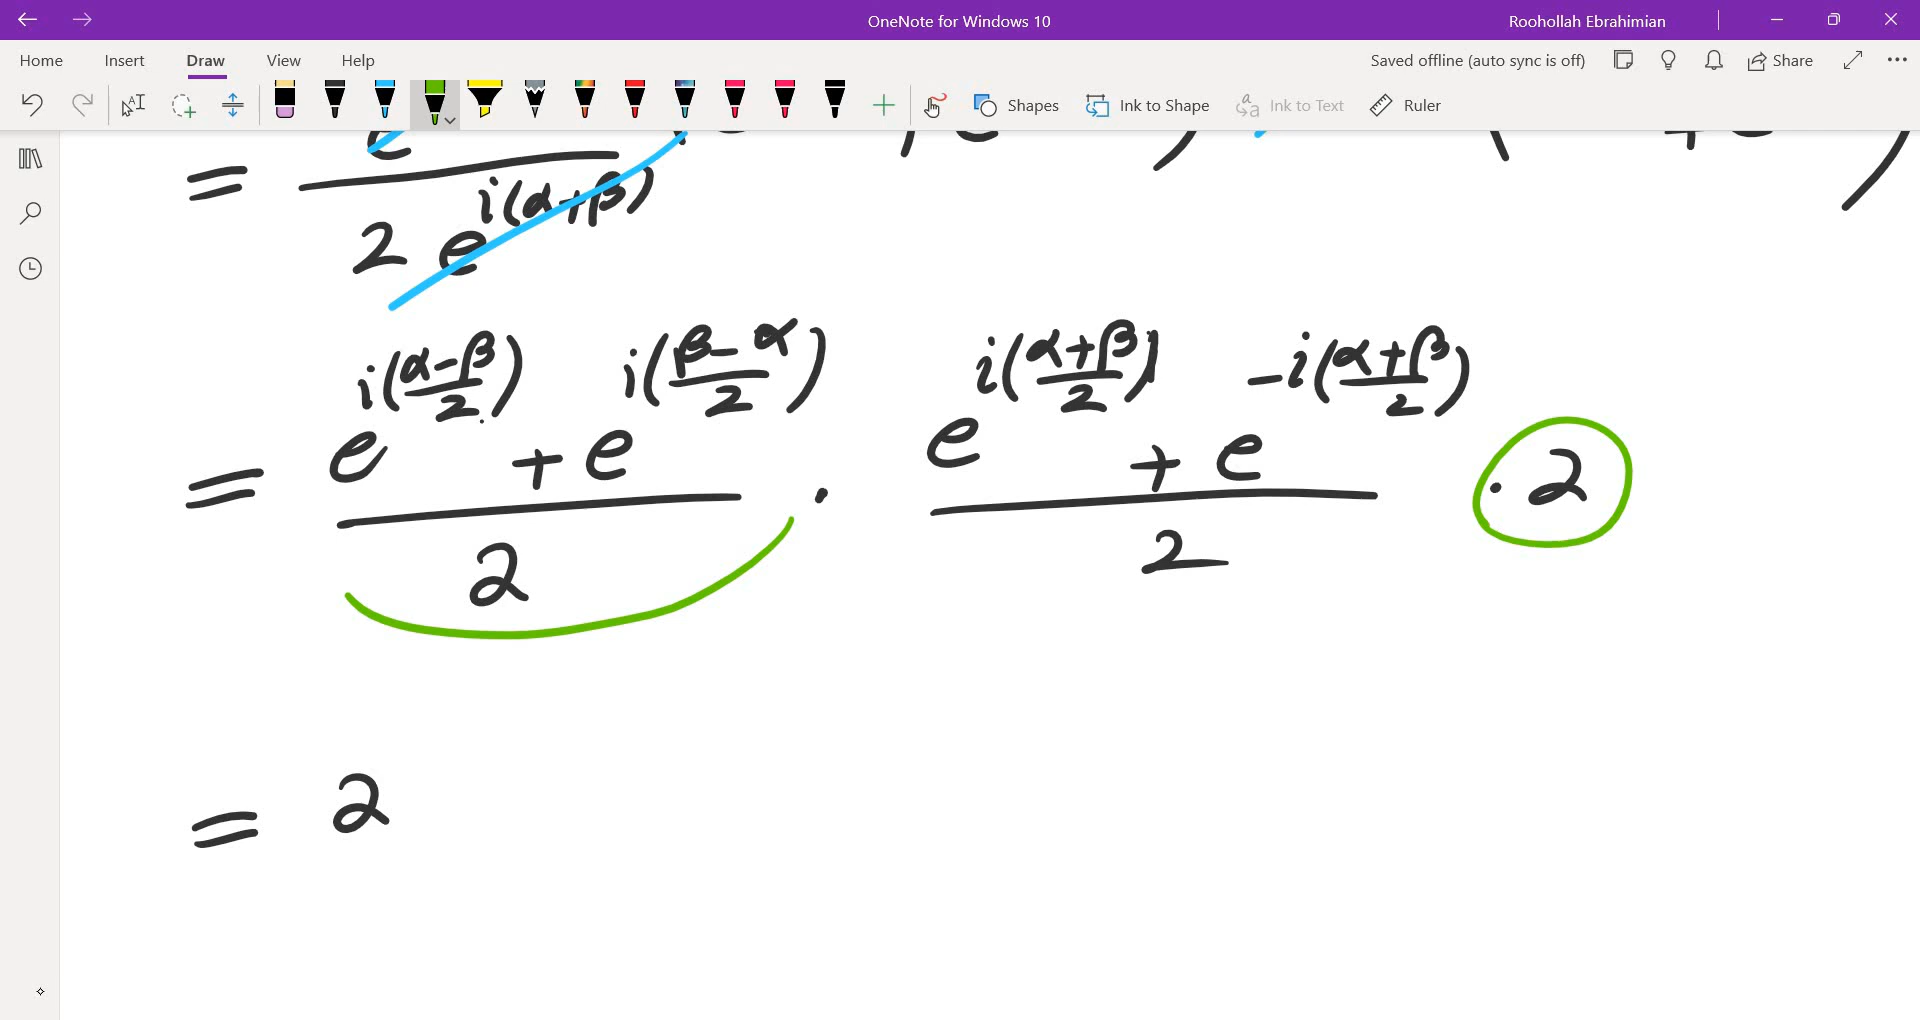 OneNote for Windows 10
Roohollah Ebrahimian
Home Insert Draw View Help
Saved offline (auto sync is off) Share
Shapes Ink to Shape Ink to Text Ruler
= e / 2 e^{i(α+β)}
= (e^{i((α-β)/2)} + e^{i((β-α)/2)}) / 2 · (e^{i((α+β)/2)} + e^{-i((α+β)/2)}) / 2 · 2
= 2